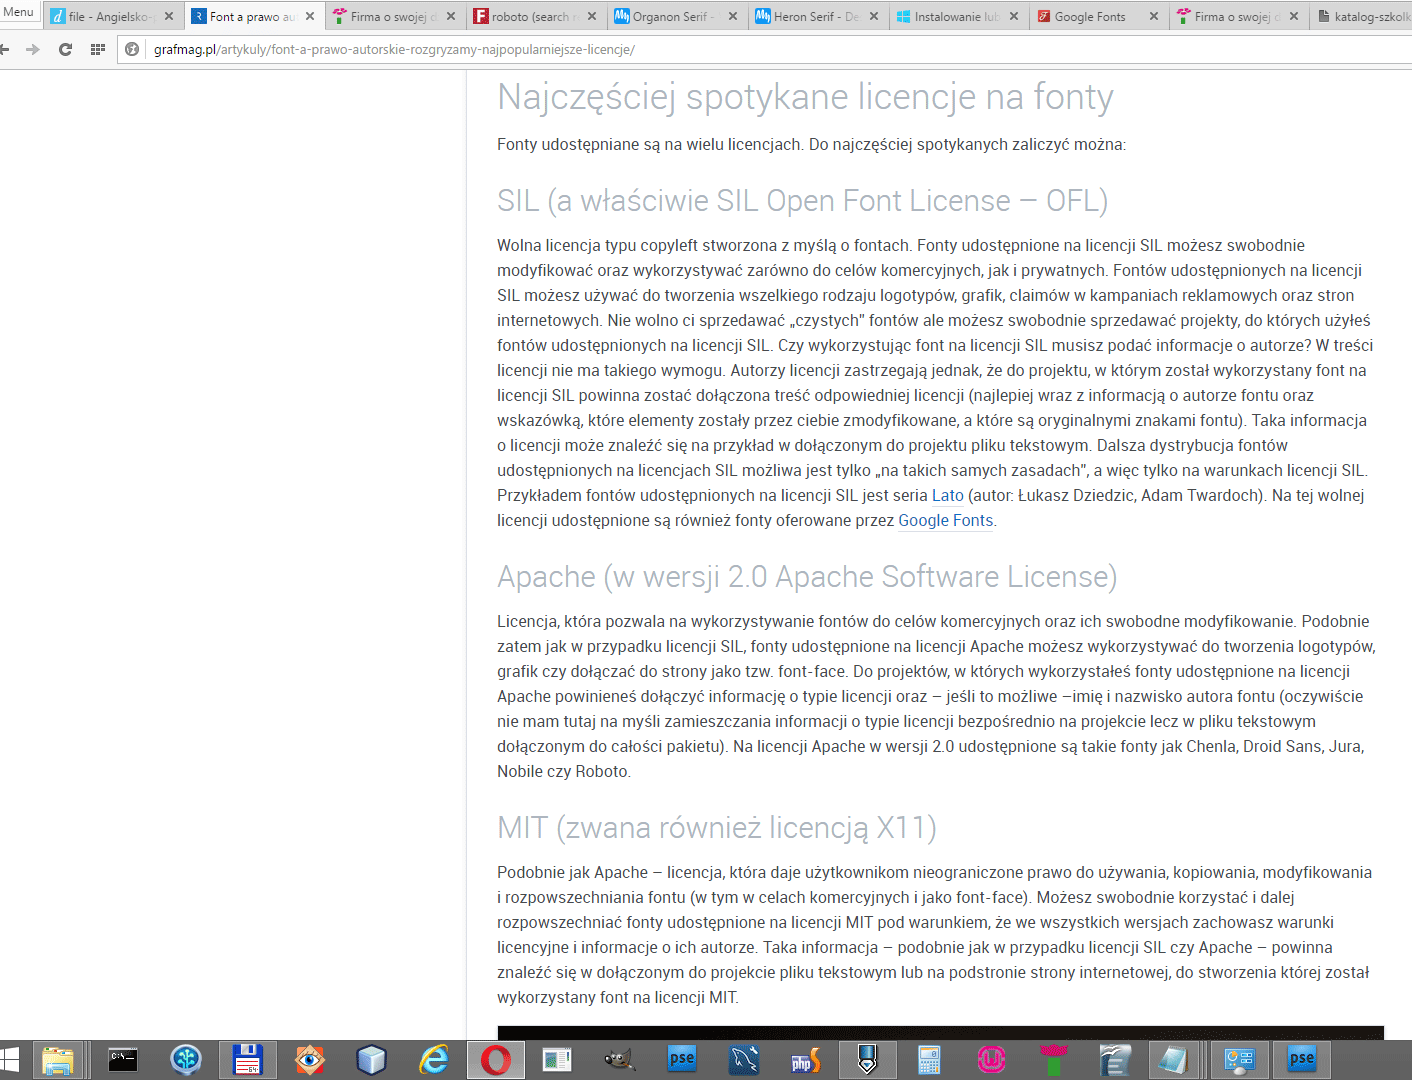 Menu
file - Angielsko-p
Font a prawo aut
Firma o swojej d
roboto (search r
Organon Serif -
Heron Serif - De
Instalowanie lub
Google Fonts
Firma o swojej d
katalog-szkolk
grafmag.pl/artykuly/font-a-prawo-autorskie-rozgryzamy-najpopularniejsze-licencje/
Najczęściej spotykane licencje na fonty
Fonty udostępniane są na wielu licencjach. Do najczęściej spotykanych zaliczyć można:
SIL (a właściwie SIL Open Font License – OFL)
Wolna licencja typu copyleft stworzona z myślą o fontach. Fonty udostępnione na licencji SIL możesz swobodnie
modyfikować oraz wykorzystywać zarówno do celów komercyjnych, jak i prywatnych. Fontów udostępnionych na licencji
SIL możesz używać do tworzenia wszelkiego rodzaju logotypów, grafik, claimów w kampaniach reklamowych oraz stron
internetowych. Nie wolno ci sprzedawać „czystych” fontów ale możesz swobodnie sprzedawać projekty, do których użyłeś
fontów udostępnionych na licencji SIL. Czy wykorzystując font na licencji SIL musisz podać informacje o autorze? W treści
licencji nie ma takiego wymogu. Autorzy licencji zastrzegają jednak, że do projektu, w którym został wykorzystany font na
licencji SIL powinna zostać dołączona treść odpowiedniej licencji (najlepiej wraz z informacją o autorze fontu oraz
wskazówką, które elementy zostały przez ciebie zmodyfikowane, a które są oryginalnymi znakami fontu). Taka informacja
o licencji może znaleźć się na przykład w dołączonym do projektu pliku tekstowym. Dalsza dystrybucja fontów
udostępnionych na licencjach SIL możliwa jest tylko „na takich samych zasadach”, a więc tylko na warunkach licencji SIL.
Przykładem fontów udostępnionych na licencji SIL jest seria Lato (autor: Łukasz Dziedzic, Adam Twardoch). Na tej wolnej
licencji udostępnione są również fonty oferowane przez Google Fonts.
Apache (w wersji 2.0 Apache Software License)
Licencja, która pozwala na wykorzystywanie fontów do celów komercyjnych oraz ich swobodne modyfikowanie. Podobnie
zatem jak w przypadku licencji SIL, fonty udostępnione na licencji Apache możesz wykorzystywać do tworzenia logotypów,
grafik czy dołączać do strony jako tzw. font-face. Do projektów, w których wykorzystałeś fonty udostępnione na licencji
Apache powinieneś dołączyć informację o typie licencji oraz – jeśli to możliwe –imię i nazwisko autora fontu (oczywiście
nie mam tutaj na myśli zamieszczania informacji o typie licencji bezpośrednio na projekcie lecz w pliku tekstowym
dołączonym do całości pakietu). Na licencji Apache w wersji 2.0 udostępnione są takie fonty jak Chenla, Droid Sans, Jura,
Nobile czy Roboto.
MIT (zwana również licencją X11)
Podobnie jak Apache – licencja, która daje użytkownikom nieograniczone prawo do używania, kopiowania, modyfikowania
i rozpowszechniania fontu (w tym w celach komercyjnych i jako font-face). Możesz swobodnie korzystać i dalej
rozpowszechniać fonty udostępnione na licencji MIT pod warunkiem, że we wszystkich wersjach zachowasz warunki
licencyjne i informacje o ich autorze. Taka informacja – podobnie jak w przypadku licencji SIL czy Apache – powinna
znaleźć się w dołączonym do projekcie pliku tekstowym lub na podstronie strony internetowej, do stworzenia której został
wykorzystany font na licencji MIT.
C:\_
64
pse
php
pse